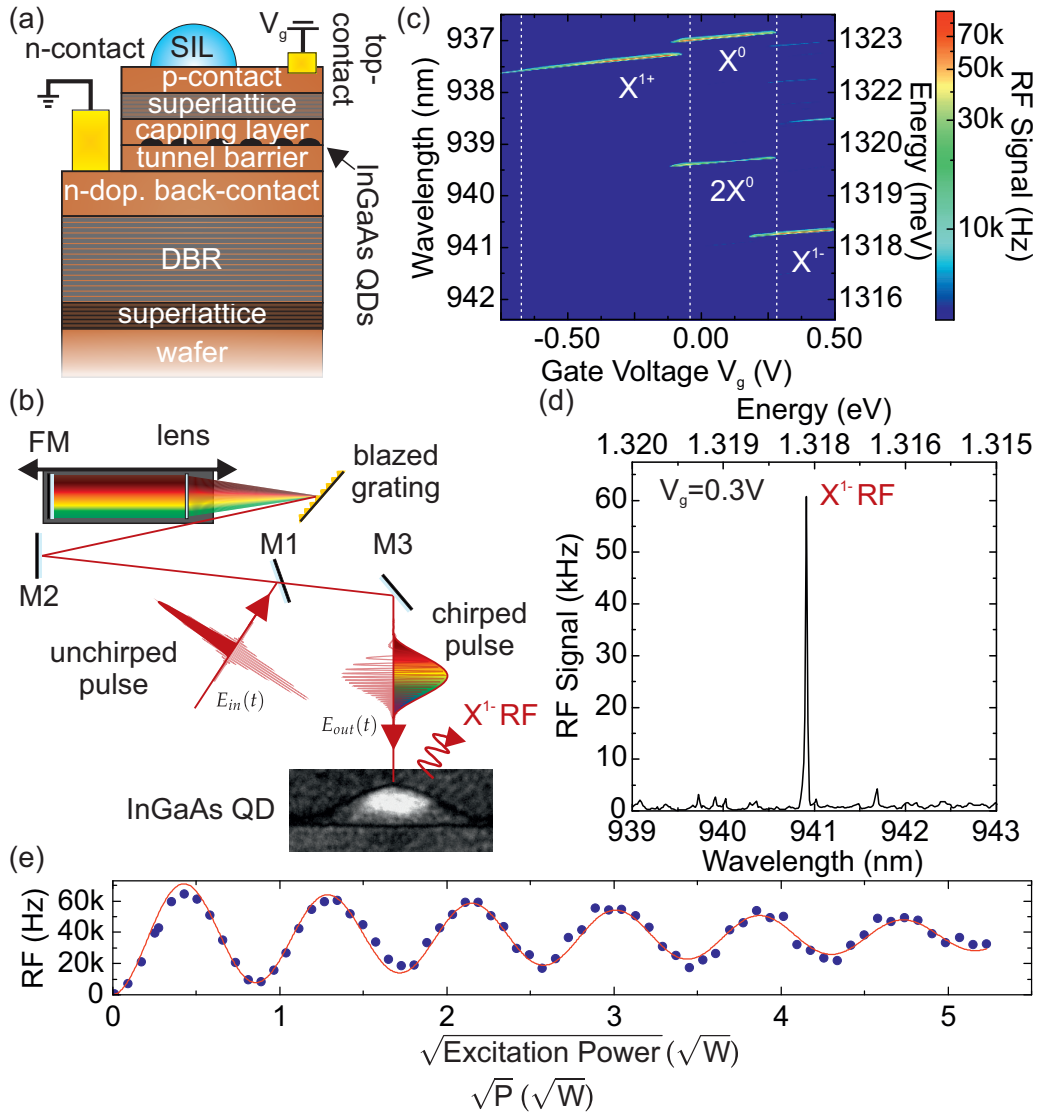 (a)
V_g
n-contact
SIL
top-contact
p-contact
superlattice
capping layer
tunnel barrier
n-dop. back-contact
InGaAs QDs
DBR
superlattice
wafer
(c)
937
938
939
940
941
942
Wavelength (nm)
X^0
X^{1+}
2X^0
X^{1-}
1323
1322
1320
1319
1318
1316
Energy (meV)
-0.50
0.00
0.50
Gate Voltage V_g (V)
70k
50k
30k
10k
RF Signal (Hz)
(b)
FM
lens
blazed
grating
M2
M1
M3
unchirped
pulse
E_{in}(t)
chirped
pulse
E_{out}(t)
X^{1-} RF
InGaAs QD
(d)
Energy (eV)
1.320 1.319 1.318 1.316 1.315
V_g=0.3V
X^{1-} RF
60
50
40
30
20
10
0
RF Signal (kHz)
939 940 941 942 943
Wavelength (nm)
(e)
60k
40k
20k
0
RF (Hz)
0 1 2 3 4 5
√Excitation Power (√W)
√P (√W)